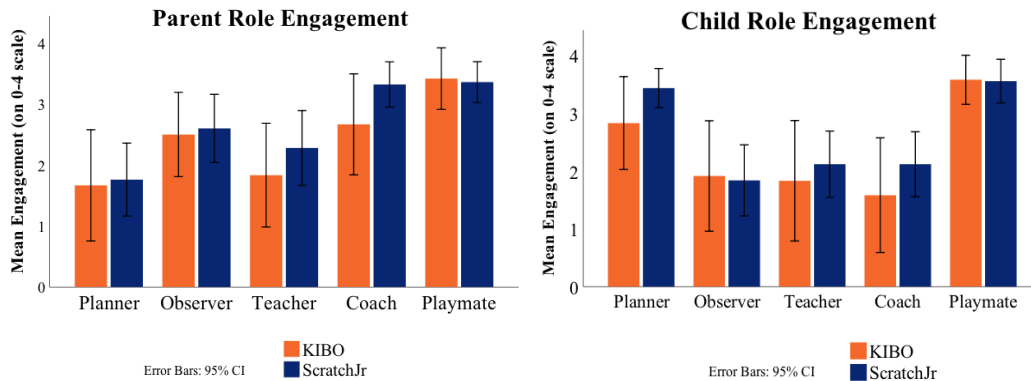 Parent Role Engagement
Mean Engagement (on 0-4 scale)
4
3
2
1
0
Planner Observer Teacher Coach Playmate
Error Bars: 95% CI
KIBO
ScratchJr
Child Role Engagement
Mean Engagement (on 0-4 scale)
4
3
2
1
0
Planner Observer Teacher Coach Playmate
Error Bars: 95% CI
KIBO
ScratchJr